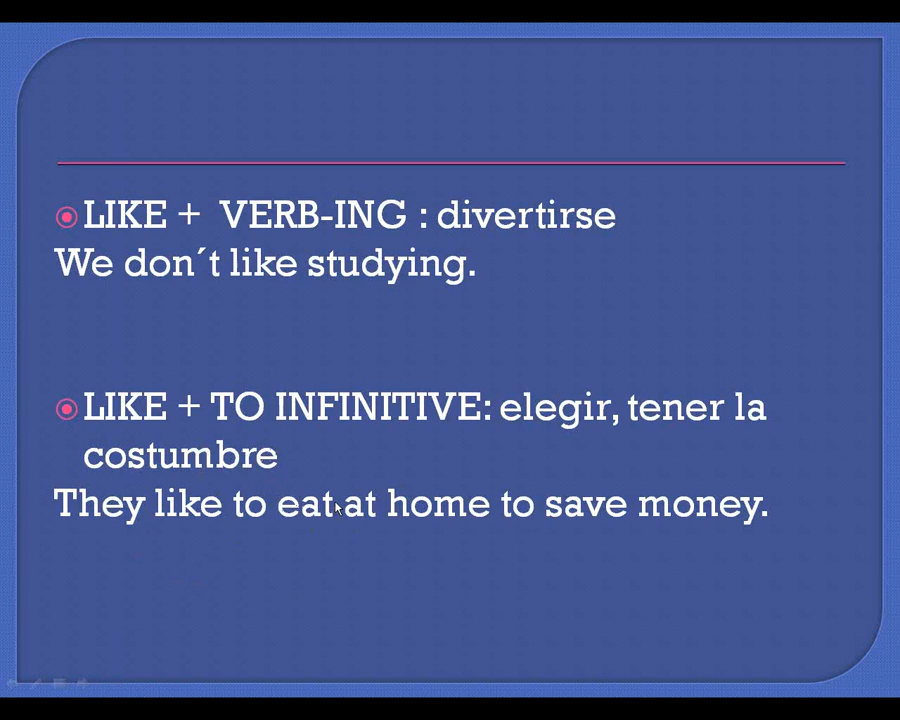 LIKE + VERB-ING : divertirse
We don´t like studying.
LIKE + TO INFINITIVE: elegir, tener la
costumbre
They like to eat at home to save money.